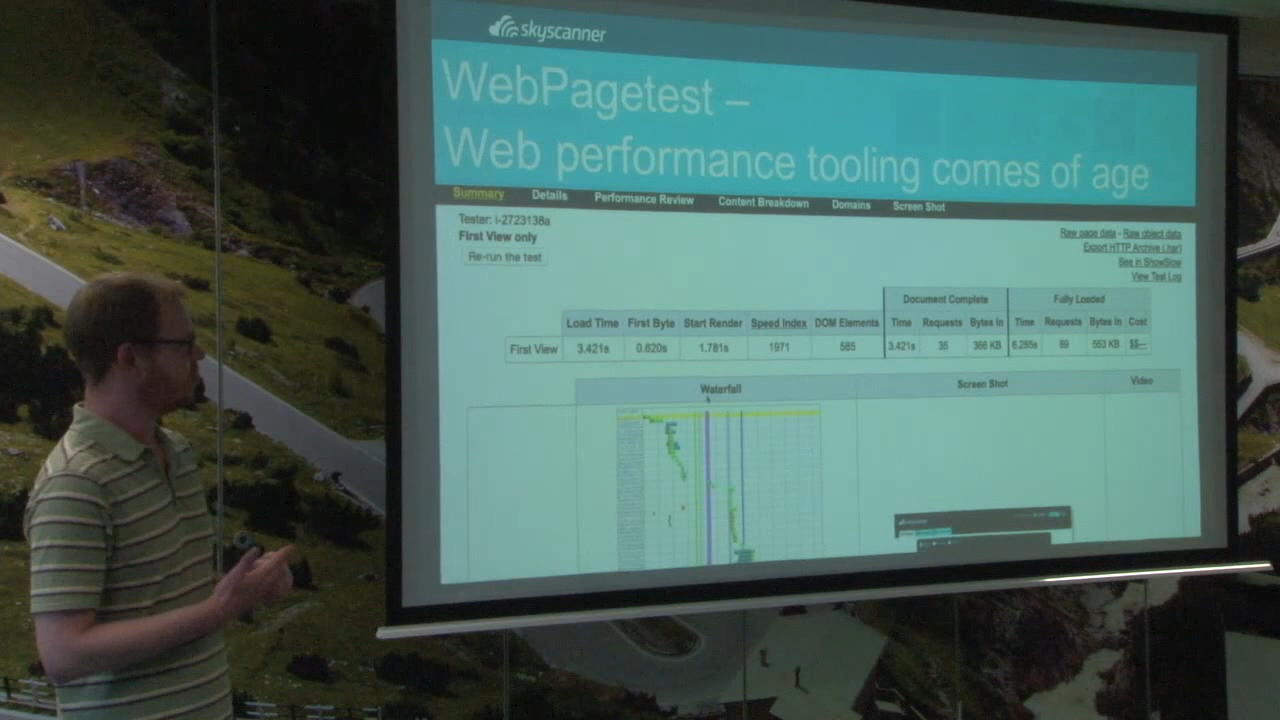 skyscanner
WebPagetest –
Web performance tooling comes of age
Summary Details Performance Review Content Breakdown Domains Screen Shot
Tester: i-2723138a
First View only
Re-run the test
Raw page data - Raw object data
Export HTTP Archive (.har)
See in ShowSlow
View Test Log
Document Complete Fully Loaded
Load Time First Byte Start Render Speed Index DOM Elements Time Requests Bytes In Time Requests Bytes In Cost
First View 3.421s 0.620s 1.781s 1971 585 3.421s 35 366 KB 6.285s 89 553 KB $$---
Waterfall Screen Shot Video
skyscanner